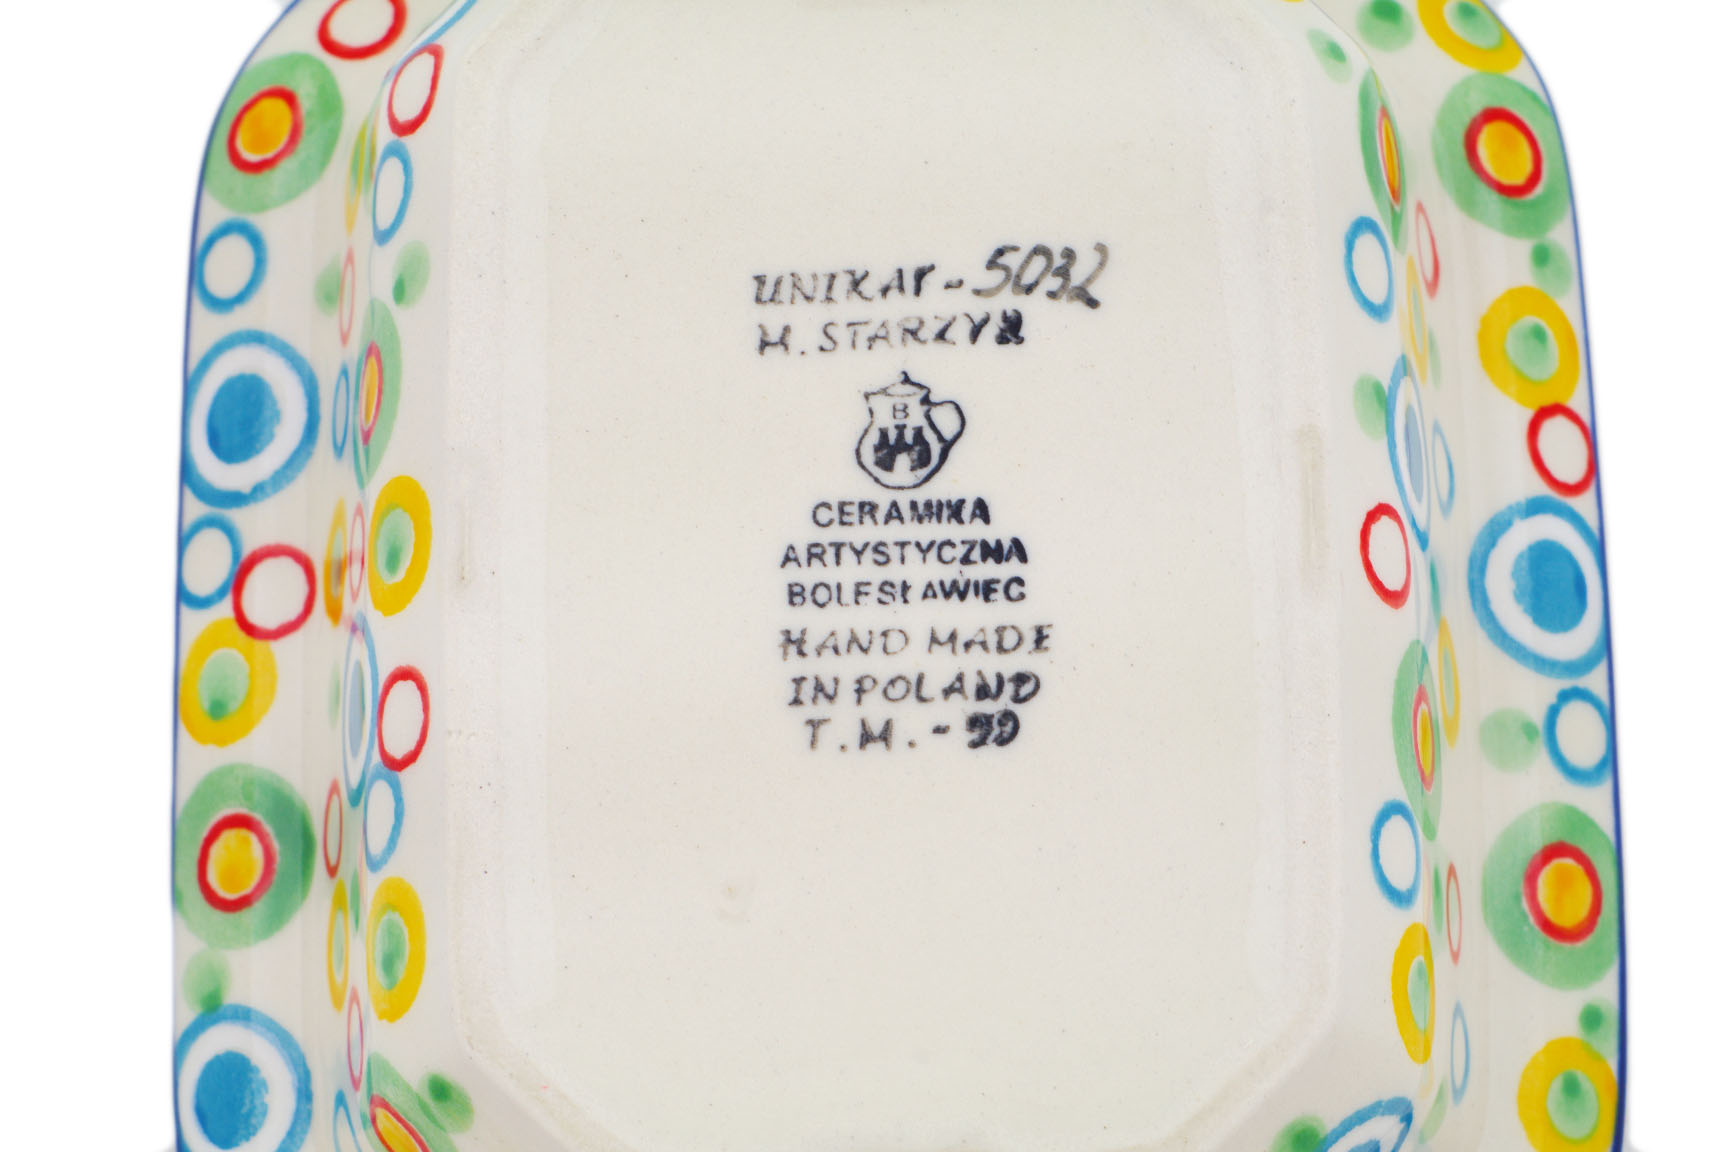 UNIKAT - 5032
M. STARZYK
B
CERAMIKA
ARTYSTYCZNA
BOLESŁAWIEC
HAND MADE
IN POLAND
T.M. -